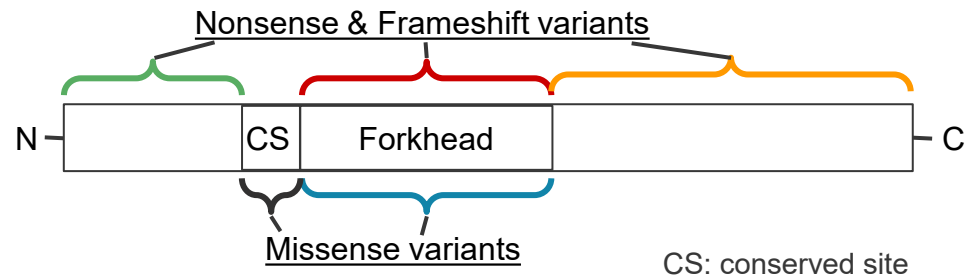 Nonsense & Frameshift variants
N CS Forkhead C
Missense variants
CS: conserved site